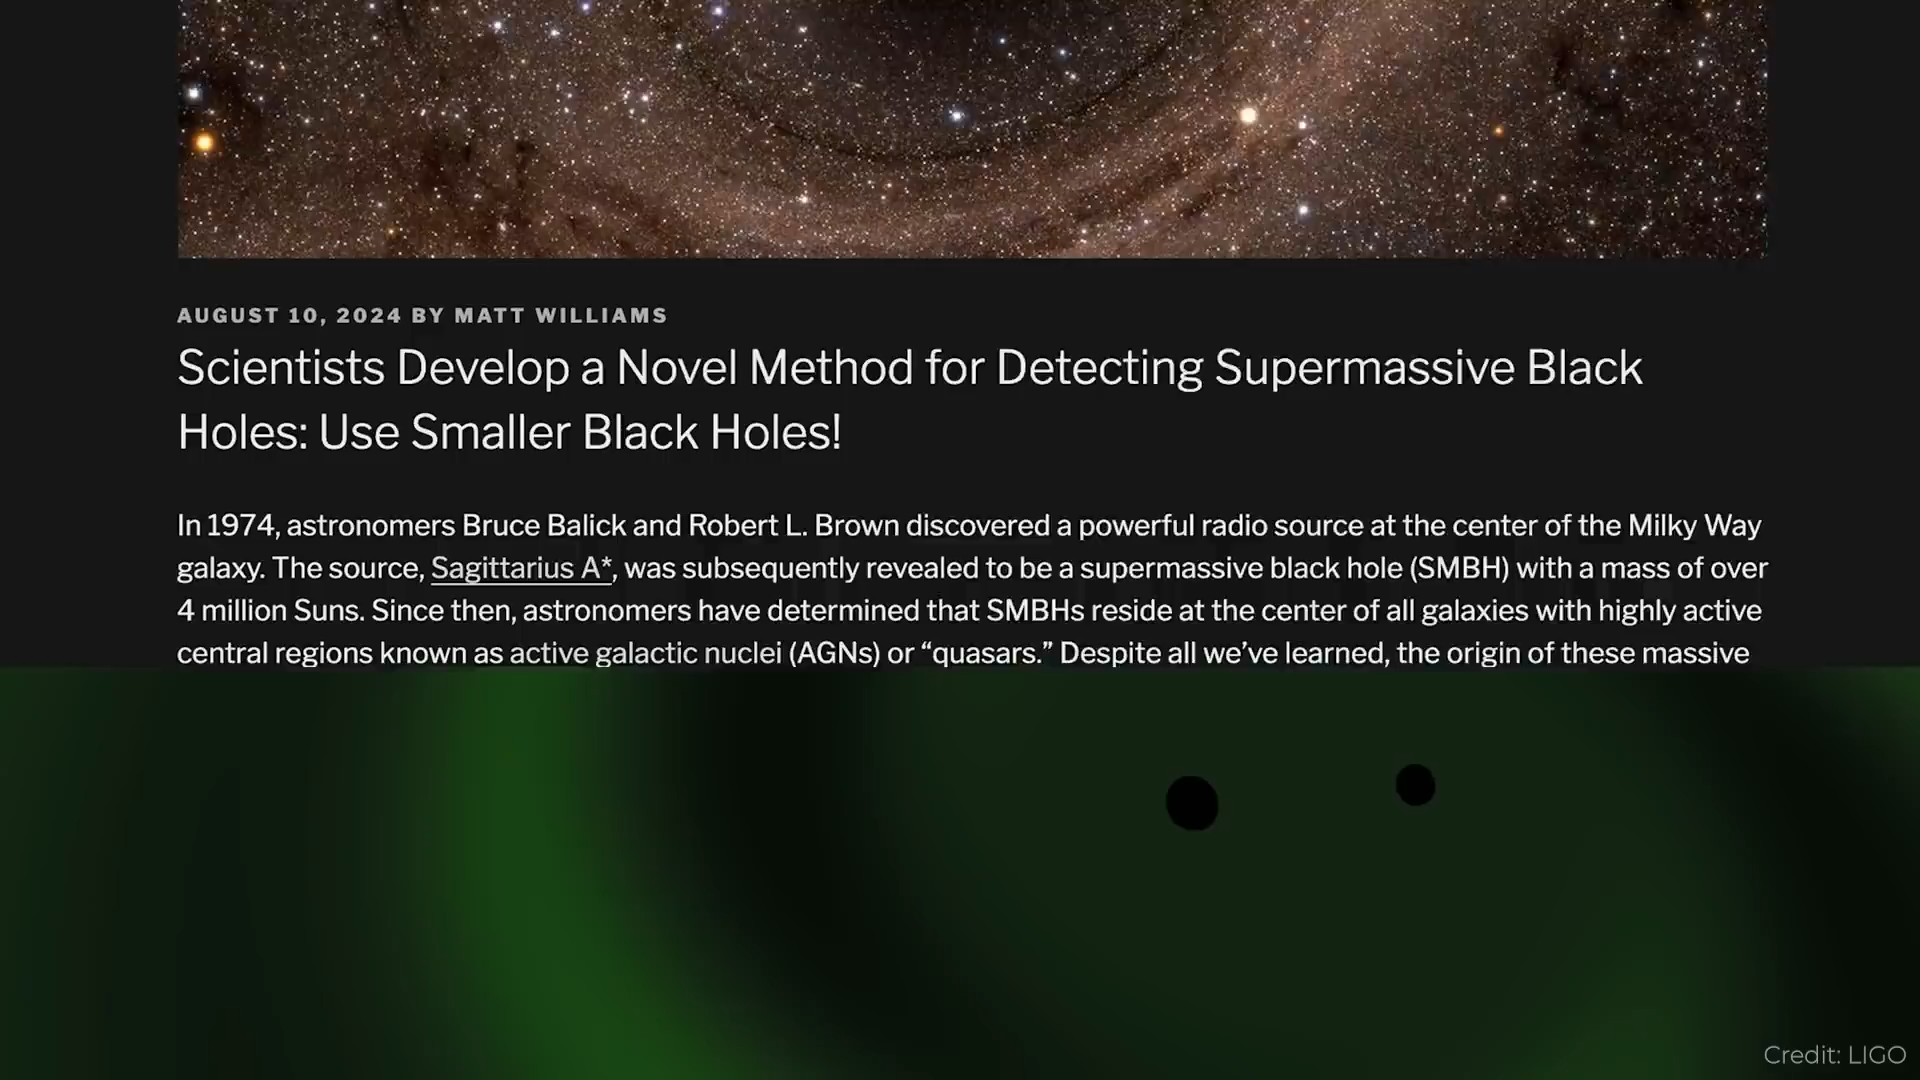 AUGUST 10, 2024 BY MATT WILLIAMS
Scientists Develop a Novel Method for Detecting Supermassive Black
Holes: Use Smaller Black Holes!
In 1974, astronomers Bruce Balick and Robert L. Brown discovered a powerful radio source at the center of the Milky Way
galaxy. The source, Sagittarius A*, was subsequently revealed to be a supermassive black hole (SMBH) with a mass of over
4 million Suns. Since then, astronomers have determined that SMBHs reside at the center of all galaxies with highly active
central regions known as active galactic nuclei (AGNs) or “quasars.” Despite all we’ve learned, the origin of these massive
Credit: LIGO